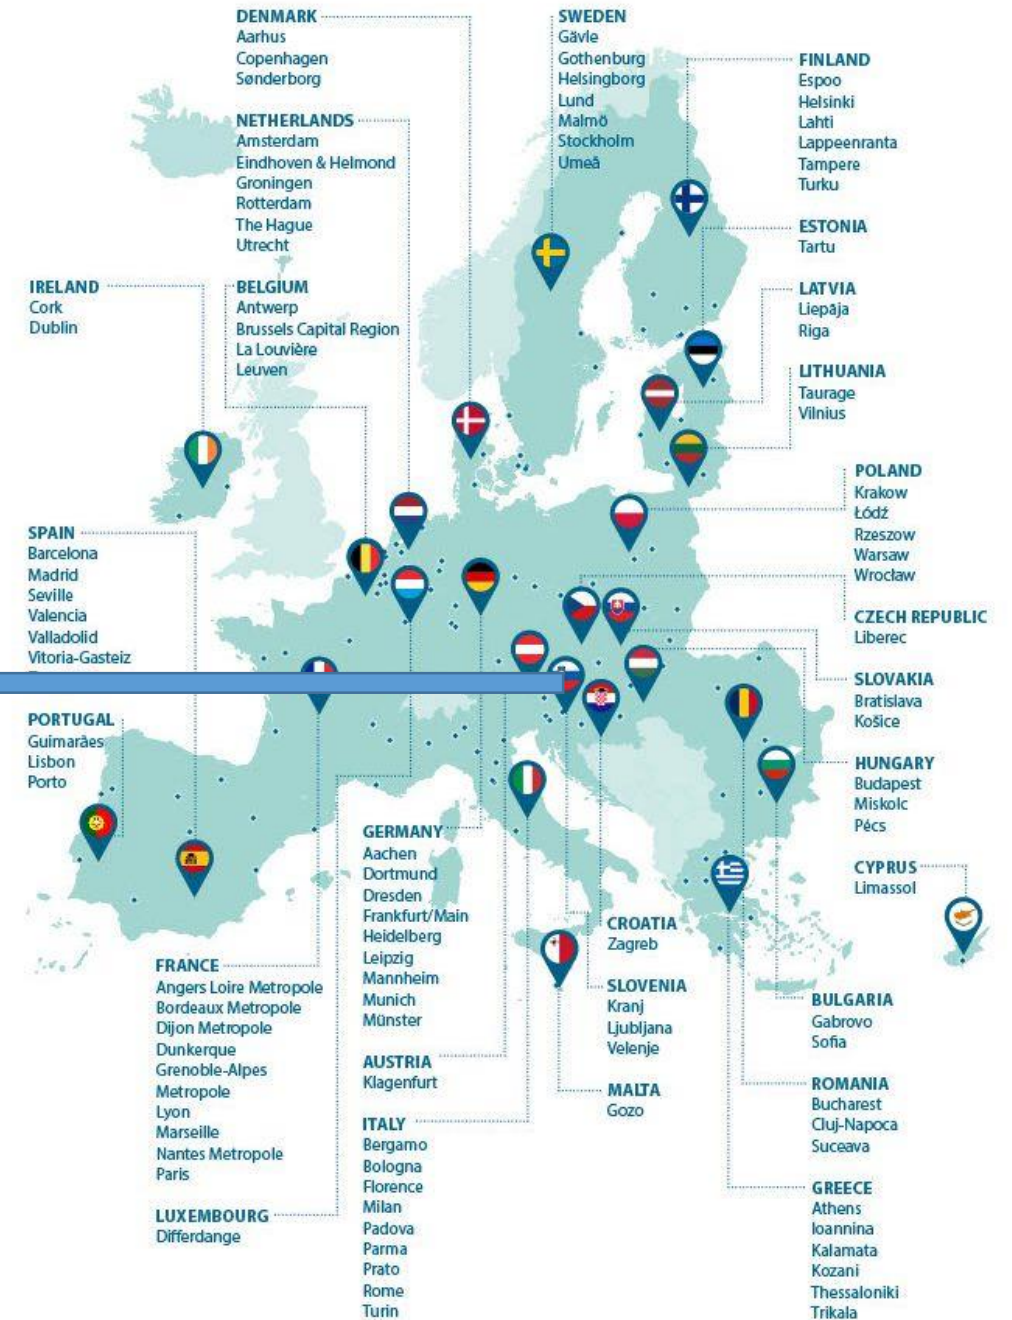 DENMARK
Aarhus
Copenhagen
Sønderborg
NETHERLANDS
Amsterdam
Eindhoven & Helmond
Groningen
Rotterdam
The Hague
Utrecht
SWEDEN
Gävle
Gothenburg
Helsingborg
Lund
Malmö
Stockholm
Umeå
FINLAND
Espoo
Helsinki
Lahti
Lappeenranta
Tampere
Turku
ESTONIA
Tartu
LATVIA
Liepāja
Riga
LITHUANIA
Taurage
Vilnius
IRELAND
Cork
Dublin
BELGIUM
Antwerp
Brussels Capital Region
La Louvière
Leuven
POLAND
Krakow
Łódź
Rzeszow
Warsaw
Wrocław
SPAIN
Barcelona
Madrid
Seville
Valencia
Valladolid
Vitoria-Gasteiz
CZECH REPUBLIC
Liberec
SLOVAKIA
Bratislava
Košice
HUNGARY
Budapest
Miskolc
Pécs
PORTUGAL
Guimarães
Lisbon
Porto
CYPRUS
Limassol
GERMANY
Aachen
Dortmund
Dresden
Frankfurt/Main
Heidelberg
Leipzig
Mannheim
Munich
Münster
FRANCE
Angers Loire Metropole
Bordeaux Metropole
Dijon Metropole
Dunkerque
Grenoble-Alpes
Metropole
Lyon
Marseille
Nantes Metropole
Paris
LUXEMBOURG
Differdange
AUSTRIA
Klagenfurt
ITALY
Bergamo
Bologna
Florence
Milan
Padova
Parma
Prato
Rome
Turin
CROATIA
Zagreb
SLOVENIA
Kranj
Ljubljana
Velenje
MALTA
Gozo
BULGARIA
Gabrovo
Sofia
ROMANIA
Bucharest
Cluj-Napoca
Suceava
GREECE
Athens
Ioannina
Kalamata
Kozani
Thessaloniki
Trikala